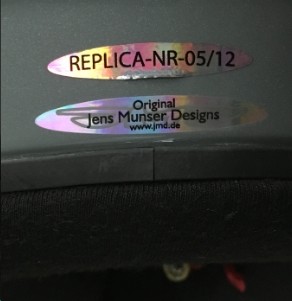 REPLICA-NR-05/12
Original
Jens Munser Designs
www.jmd.de